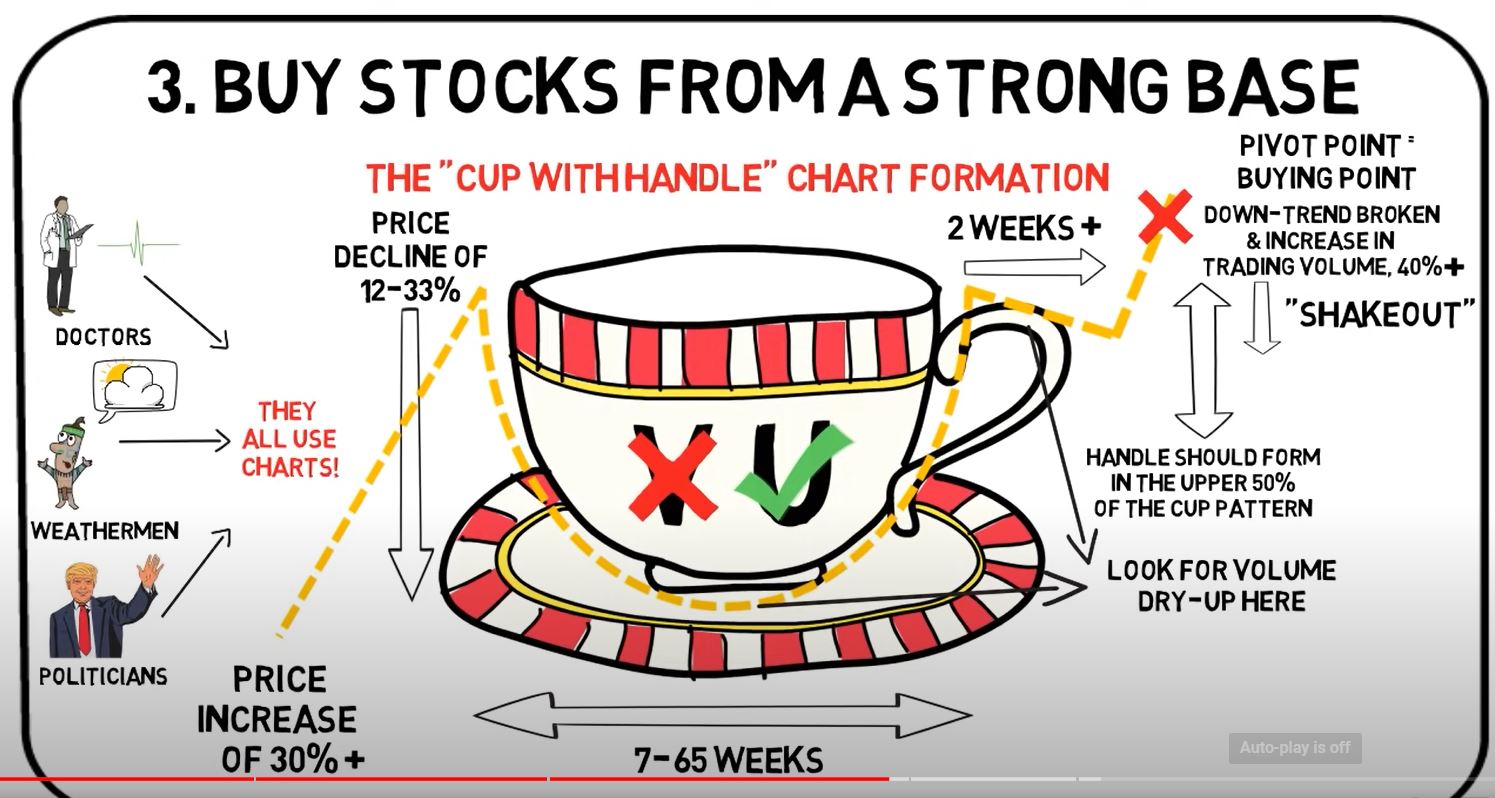 3. BUY STOCKS FROM A STRONG BASE
THE "CUP WITH HANDLE" CHART FORMATION
PIVOT POINT =
BUYING POINT
DOWN-TREND BROKEN
& INCREASE IN
TRADING VOLUME, 40%+
"SHAKEOUT"
2 WEEKS +
PRICE
DECLINE OF
12-33%
DOCTORS
THEY
ALL USE
CHARTS!
WEATHERMEN
POLITICIANS
V U
HANDLE SHOULD FORM
IN THE UPPER 50%
OF THE CUP PATTERN
LOOK FOR VOLUME
DRY-UP HERE
PRICE
INCREASE
OF 30%+
7-65 WEEKS
Auto-play is off